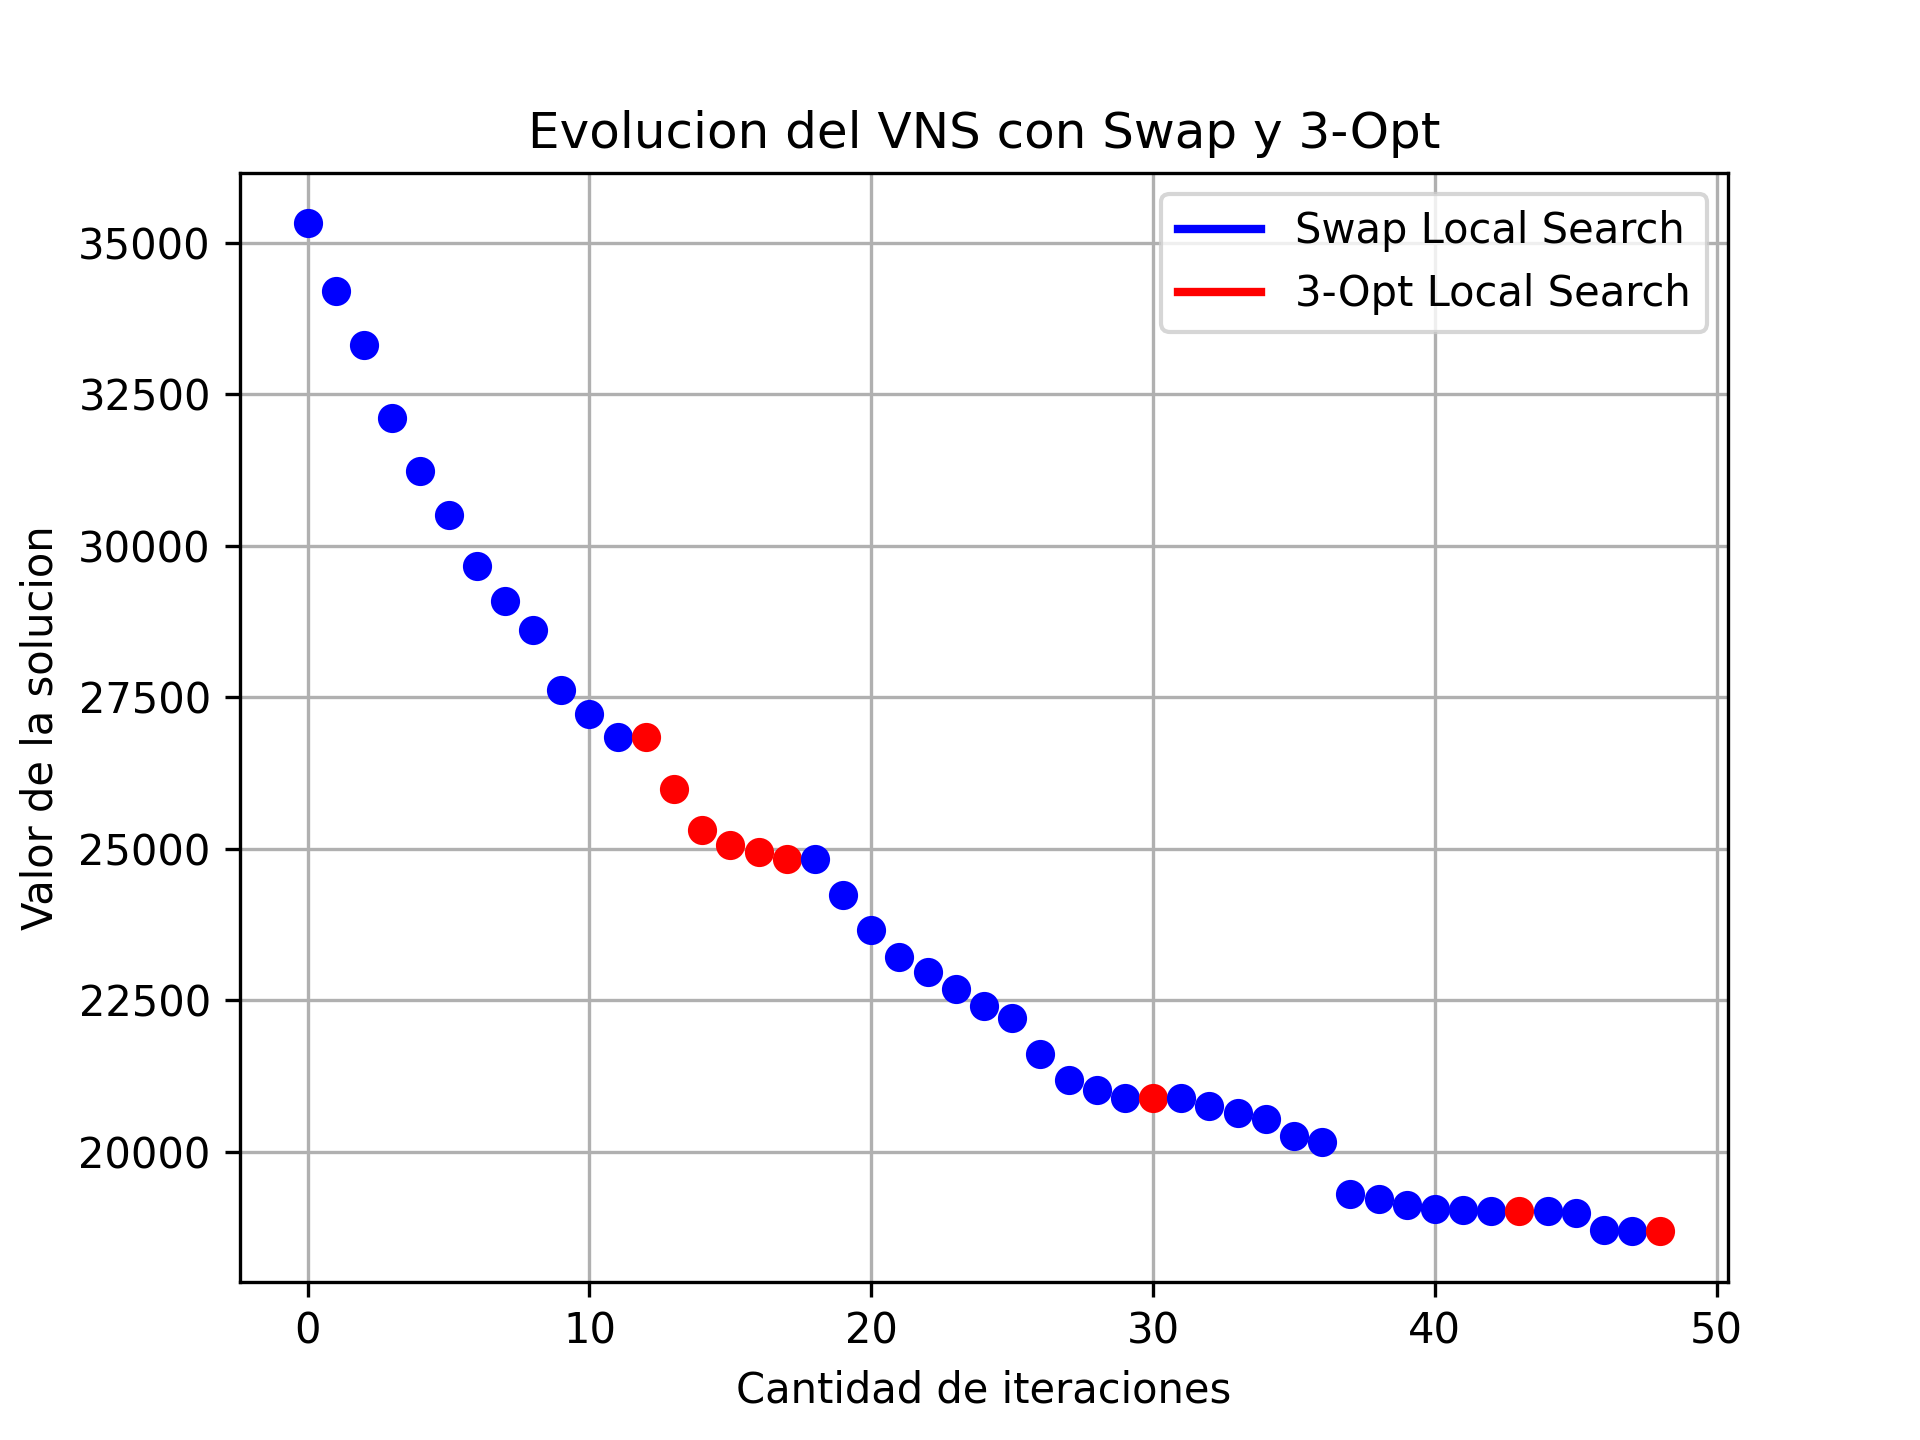 Evolucion del VNS con Swap y 3-Opt
Swap Local Search
3-Opt Local Search
Valor de la solucion
35000
32500
30000
27500
25000
22500
20000
0 10 20 30 40 50
Cantidad de iteraciones